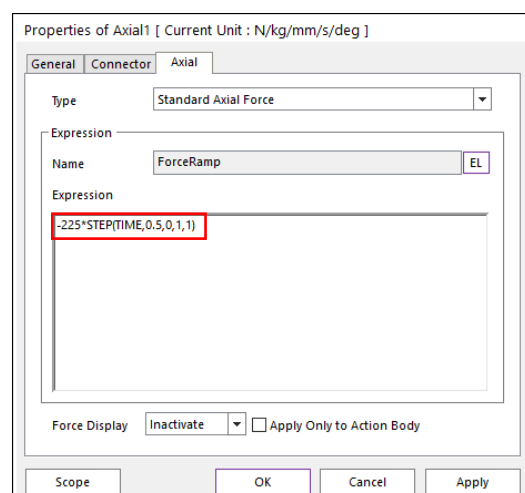 Properties of Axial1 [ Current Unit : N/kg/mm/s/deg ]
General Connector Axial
Type Standard Axial Force
Expression
Name ForceRamp EL
Expression
-225*STEP(TIME,0.5,0,1,1)
Force Display Inactivate Apply Only to Action Body
Scope OK Cancel Apply